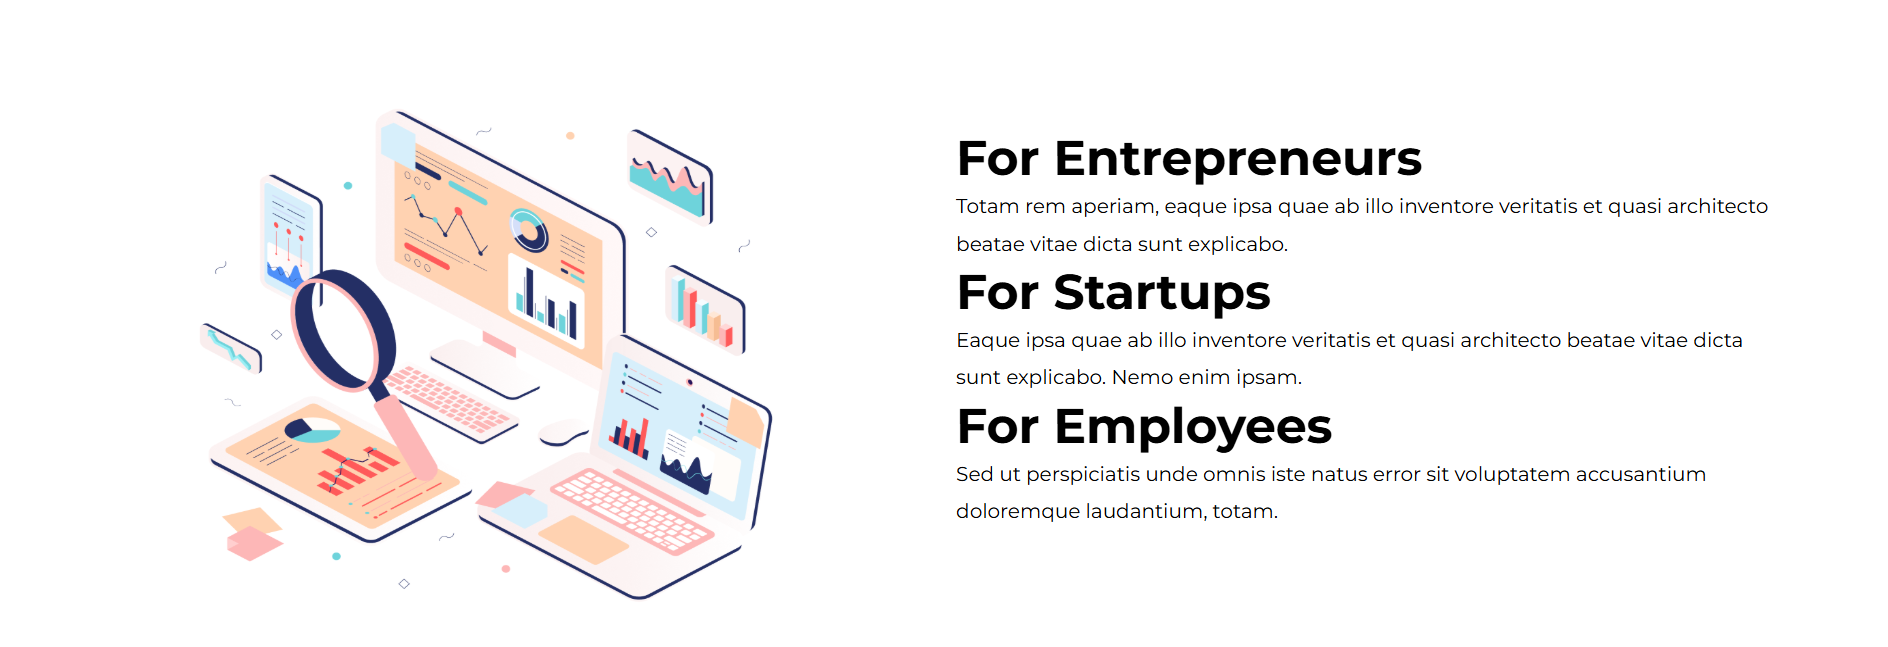 For Entrepreneurs
Totam rem aperiam, eaque ipsa quae ab illo inventore veritatis et quasi architecto
beatae vitae dicta sunt explicabo.
For Startups
Eaque ipsa quae ab illo inventore veritatis et quasi architecto beatae vitae dicta
sunt explicabo. Nemo enim ipsam.
For Employees
Sed ut perspiciatis unde omnis iste natus error sit voluptatem accusantium
doloremque laudantium, totam.